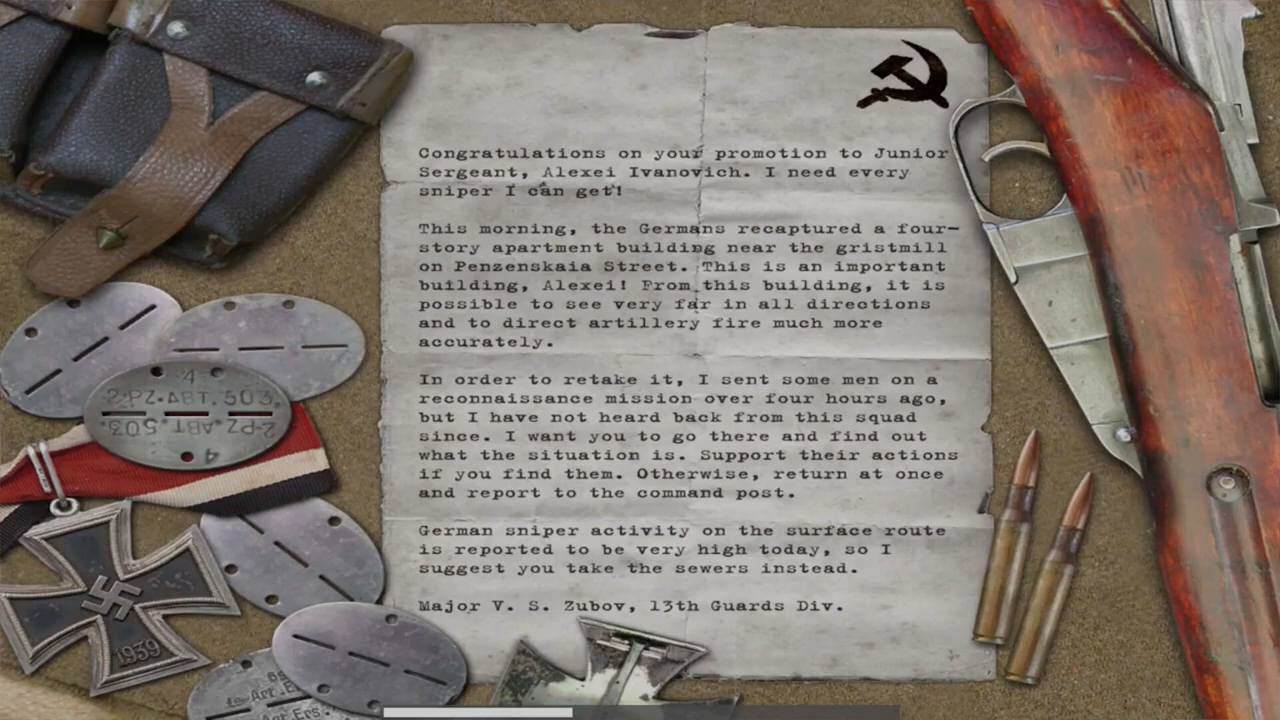 Congratulations on your promotion to Junior
Sergeant, Alexei Ivanovich. I need every
sniper I can get!
This morning, the Germans recaptured a four-
story apartment building near the gristmill
on Penzenskaia Street. This is an important
building, Alexei! From this building, it is
possible to see very far in all directions
and to direct artillery fire much more
accurately.
In order to retake it, I sent some men on a
reconnaissance mission over four hours ago,
but I have not heard back from this squad
since. I want you to go there and find out
what the situation is. Support their actions
if you find them. Otherwise, return at once
and report to the command post.
German sniper activity on the surface route
is reported to be very high today, so I
suggest you take the sewers instead.
Major V. S. Zubov, 13th Guards Div.
4
2-PZ.ABT.503.
2-PZ.ABT.503.
4
1939